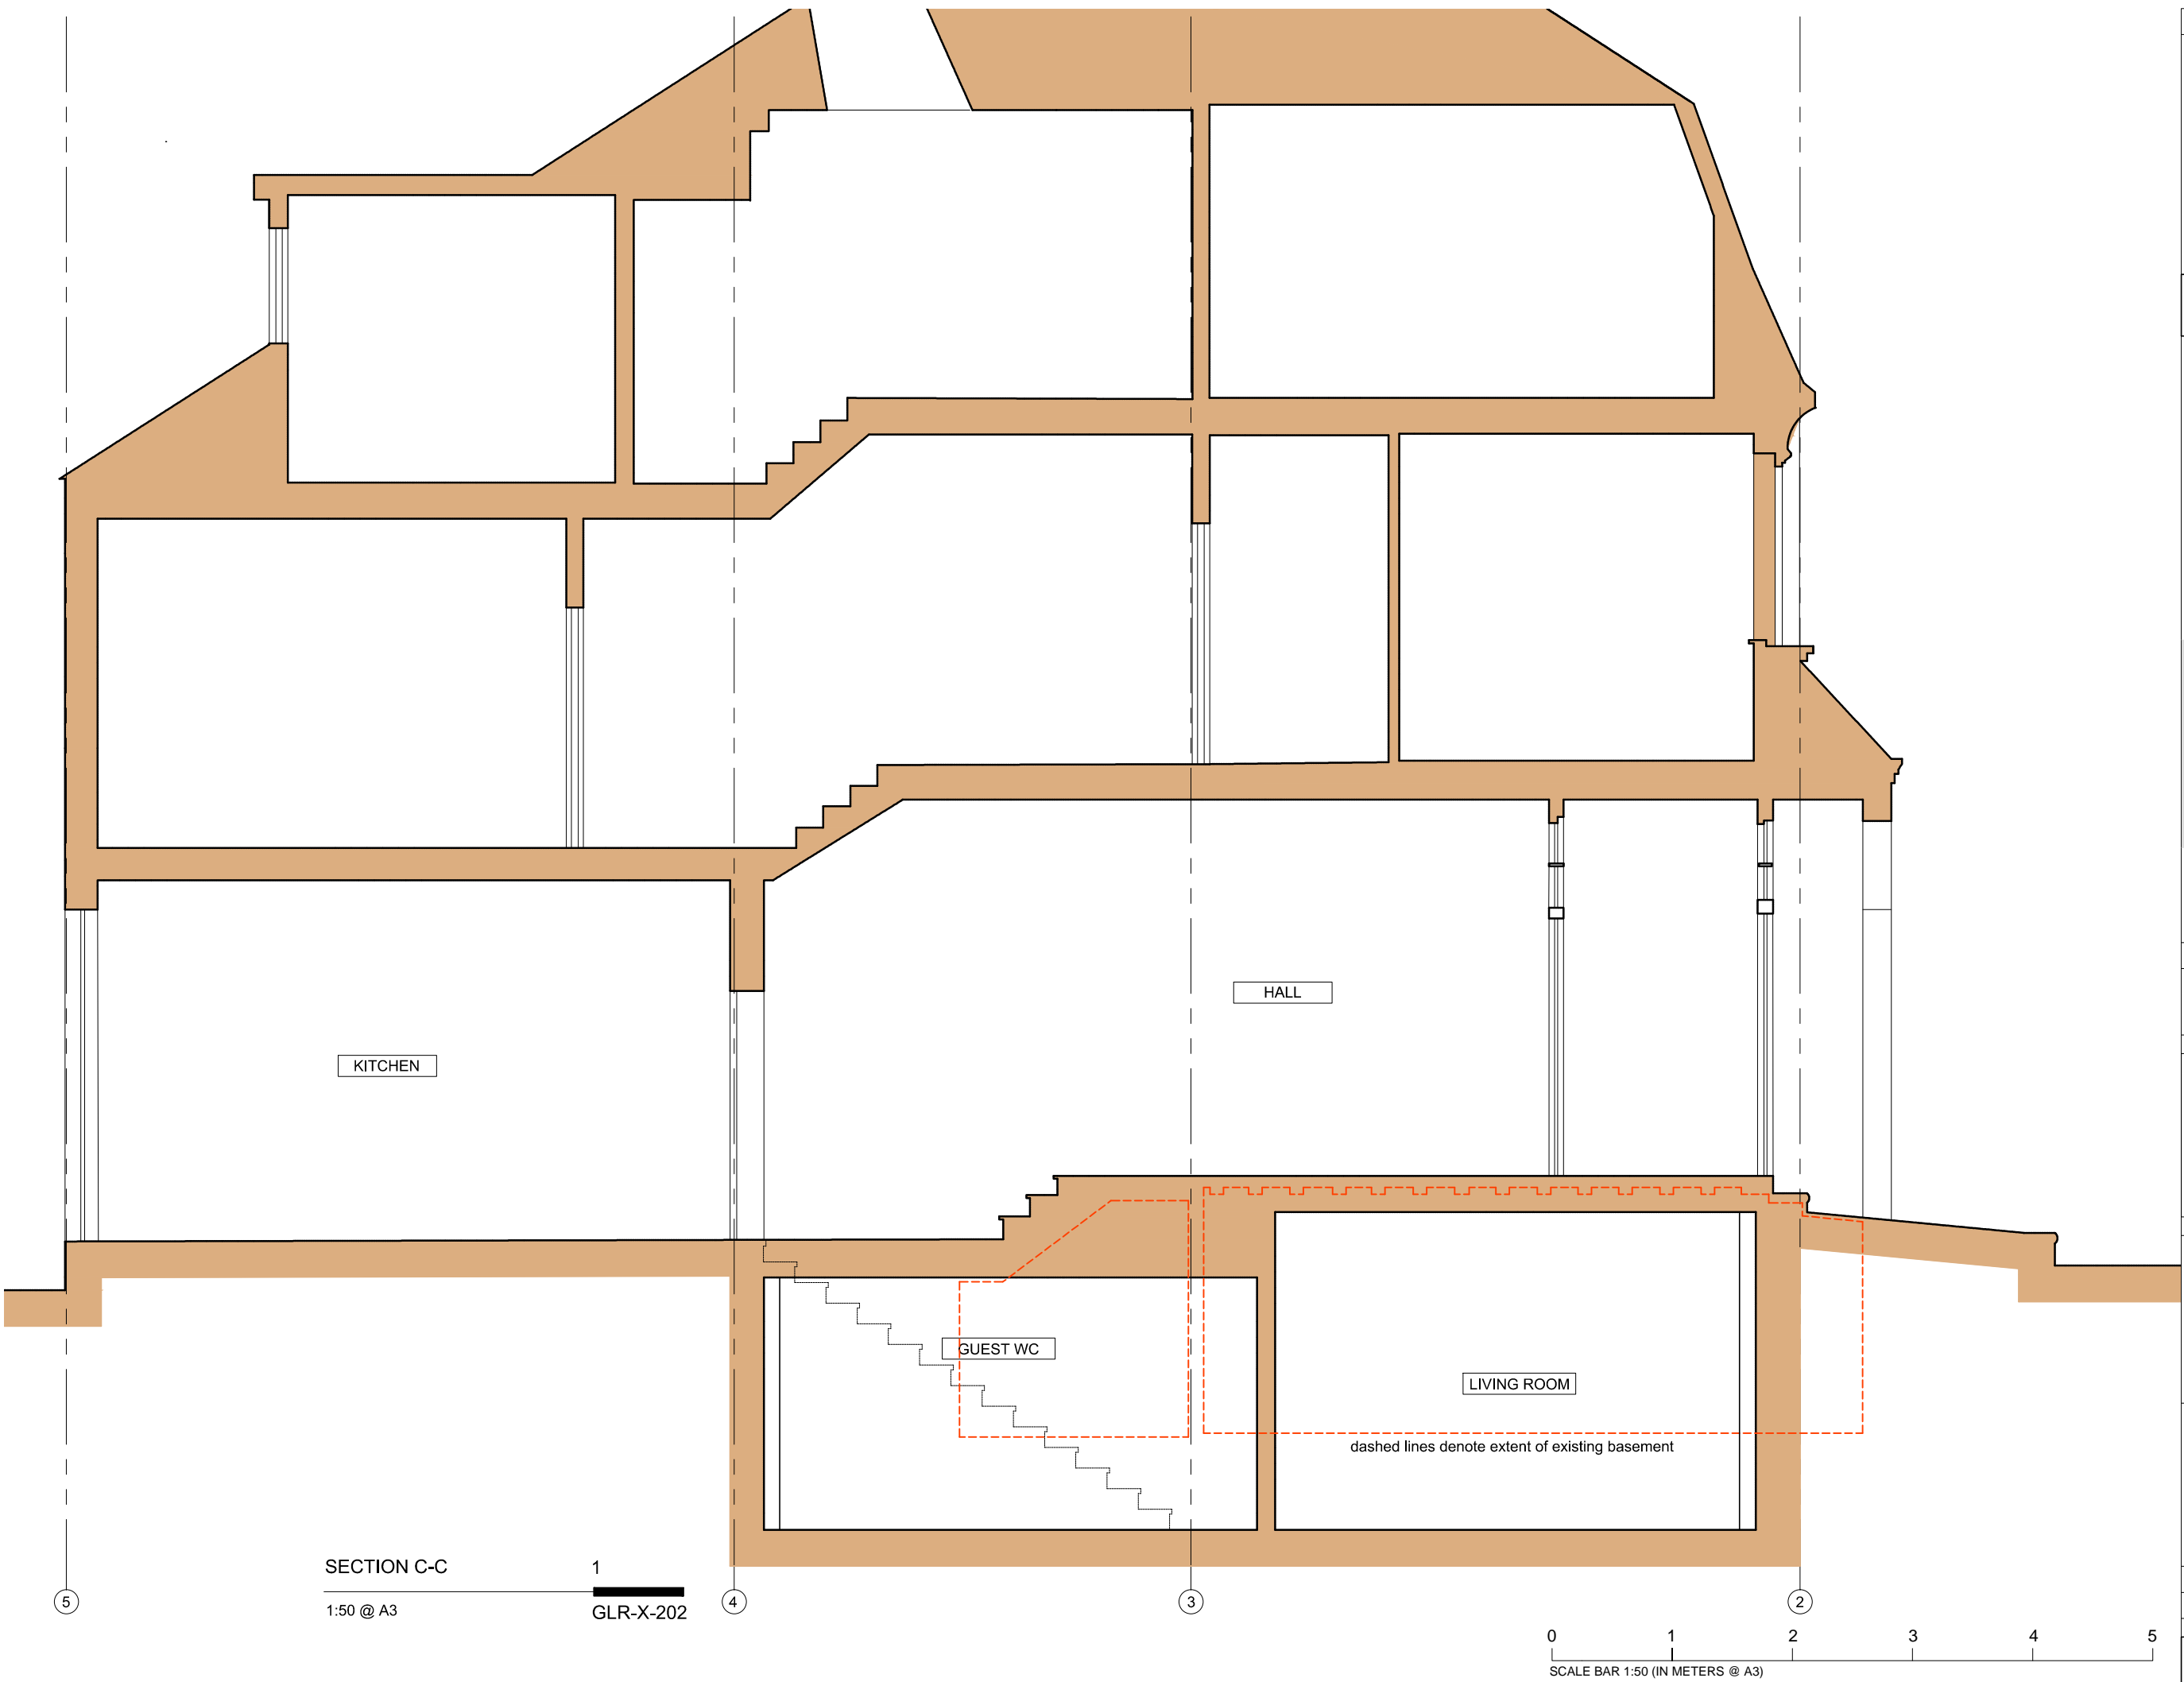 HALL
KITCHEN
GUEST WC
LIVING ROOM
dashed lines denote extent of existing basement
SECTION C-C 1
1:50 @ A3 GLR-X-202
5 4 3 2
0 1 2 3 4 5
SCALE BAR 1:50 (IN METERS @ A3)